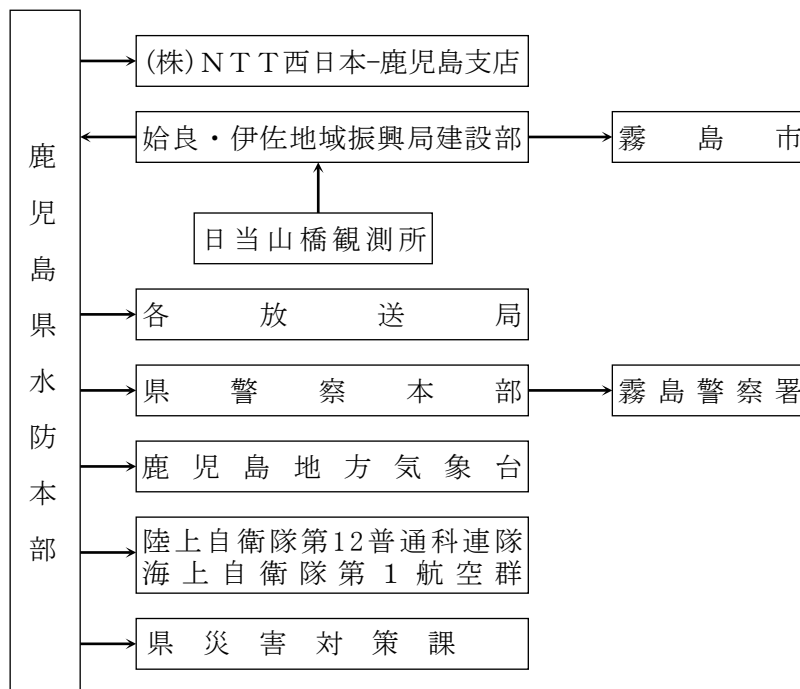 鹿児島県水防本部
(株)ＮＴＴ西日本-鹿児島支店
姶良・伊佐地域振興局建設部
霧島市
日当山橋観測所
各放送局
県警察本部
霧島警察署
鹿児島地方気象台
陸上自衛隊第12普通科連隊
海上自衛隊第１航空群
県災害対策課